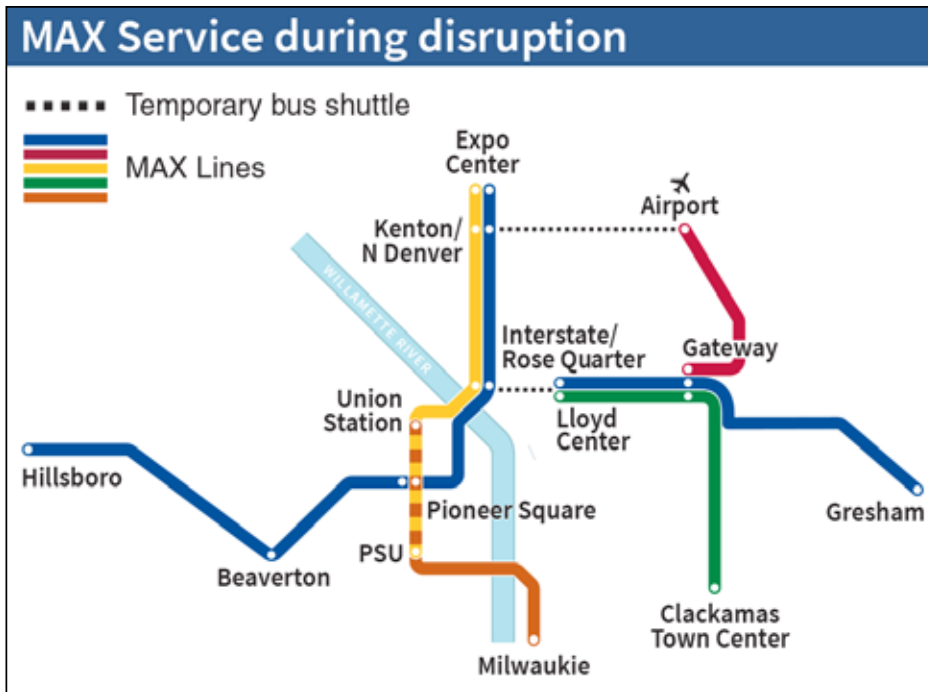 MAX Service during disruption
Temporary bus shuttle
MAX Lines
Expo
Center
Airport
Kenton/
N Denver
WILLAMETTE RIVER
Interstate/
Rose Quarter
Gateway
Union
Station
Lloyd
Center
Hillsboro
Pioneer Square
Gresham
PSU
Beaverton
Clackamas
Town Center
Milwaukie